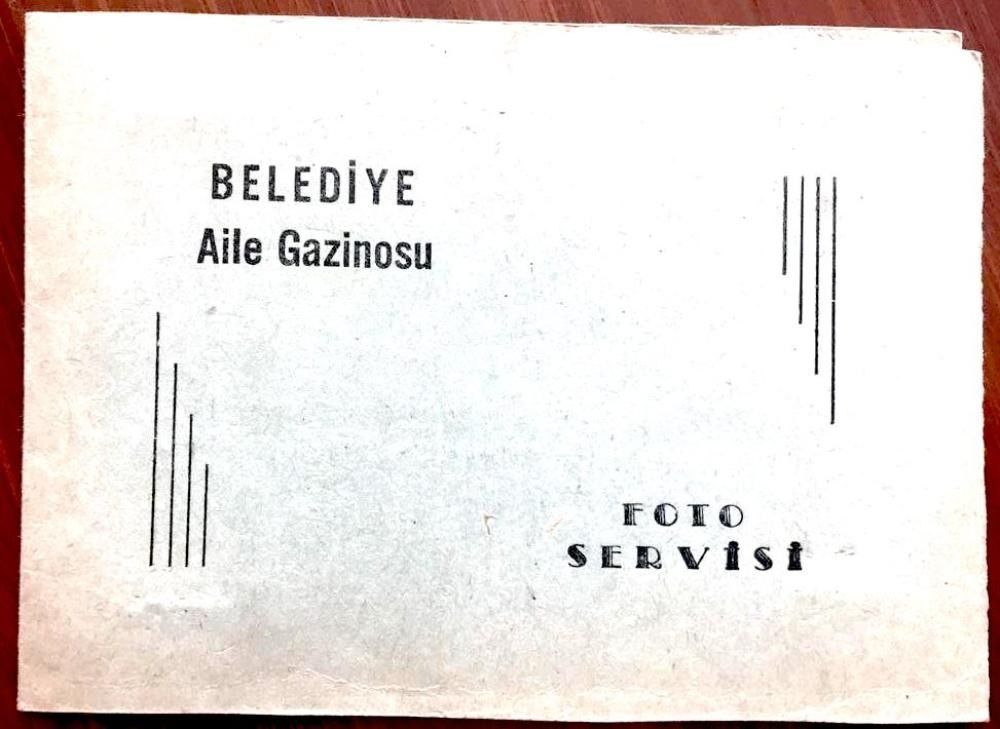 BELEDİYE
Aile Gazinosu
FOTO
SERVİSİ